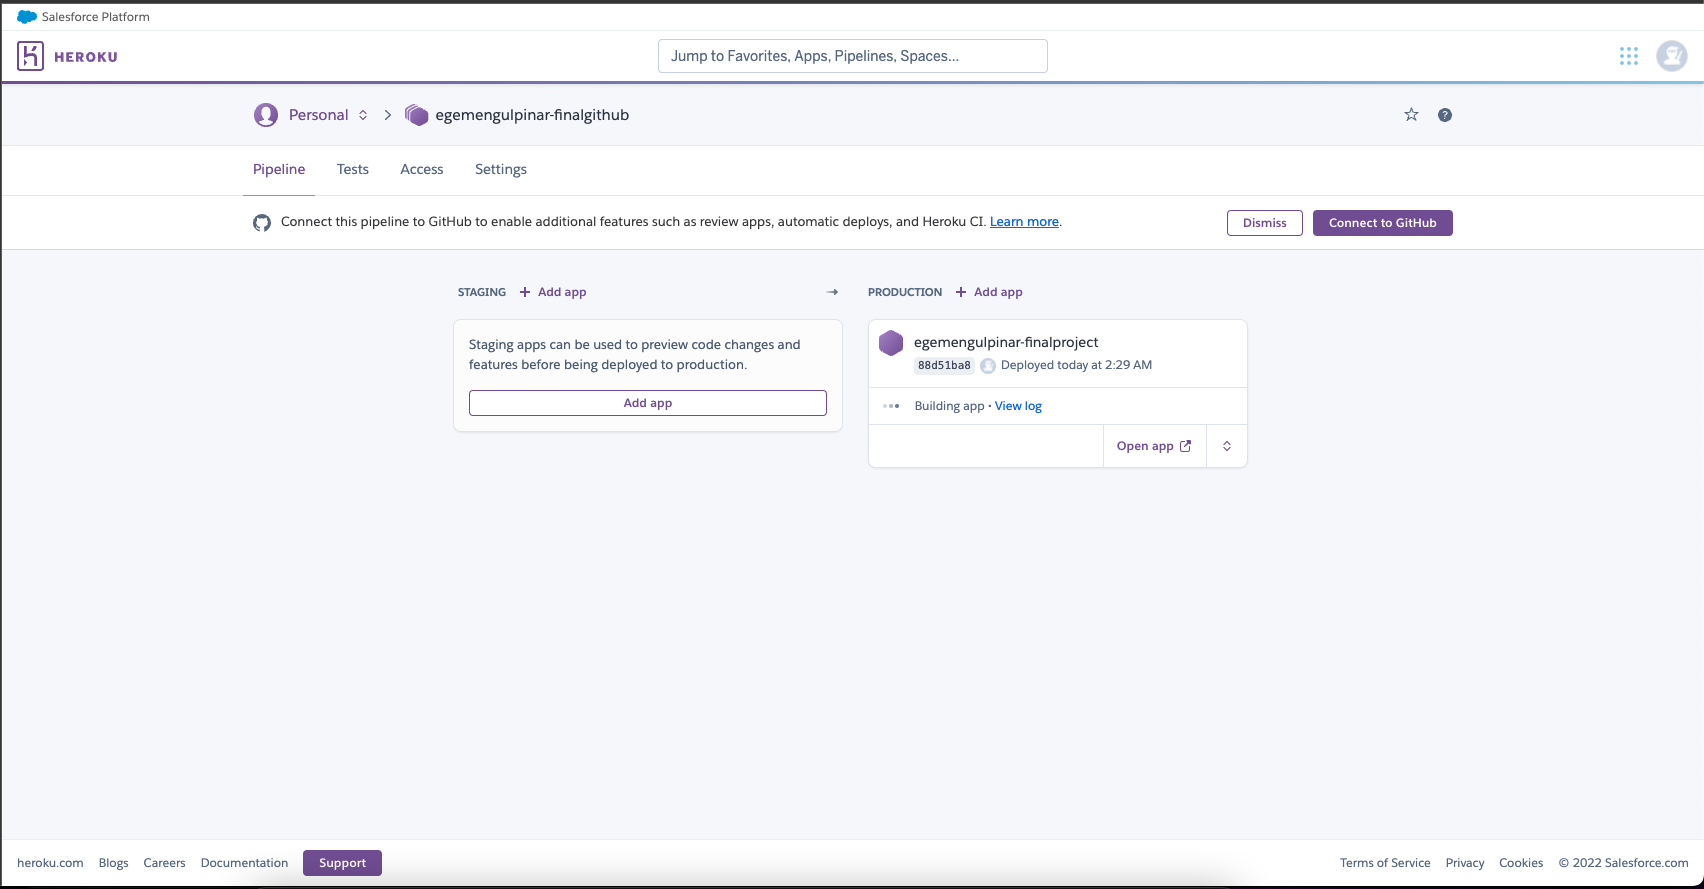 Salesforce Platform
HEROKU
Jump to Favorites, Apps, Pipelines, Spaces...
Personal
egemengulpinar-finalgithub
Pipeline Tests Access Settings
Connect this pipeline to GitHub to enable additional features such as review apps, automatic deploys, and Heroku CI. Learn more.
Dismiss Connect to GitHub
STAGING + Add app
Staging apps can be used to preview code changes and
features before being deployed to production.
Add app
PRODUCTION + Add app
egemengulpinar-finalproject
88d51ba8 Deployed today at 2:29 AM
Building app • View log
Open app
heroku.com Blogs Careers Documentation Support
Terms of Service Privacy Cookies © 2022 Salesforce.com